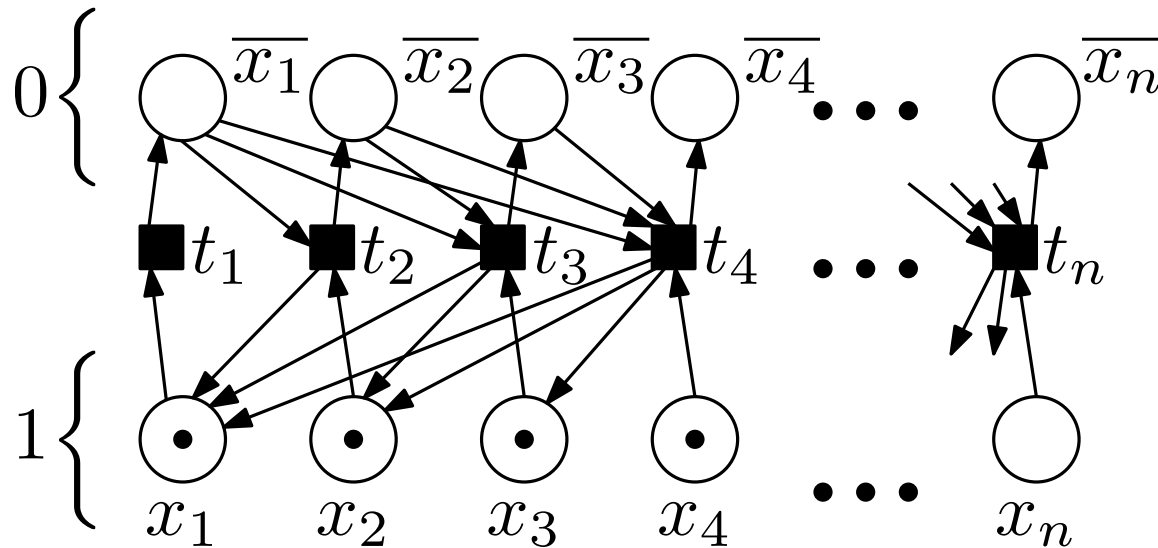 0 { x̅₁ x̅₂ x̅₃ x̅₄ ••• x̅ₙ
t₁ t₂ t₃ t₄ ••• tₙ
1 {
x₁ x₂ x₃ x₄ ••• xₙ